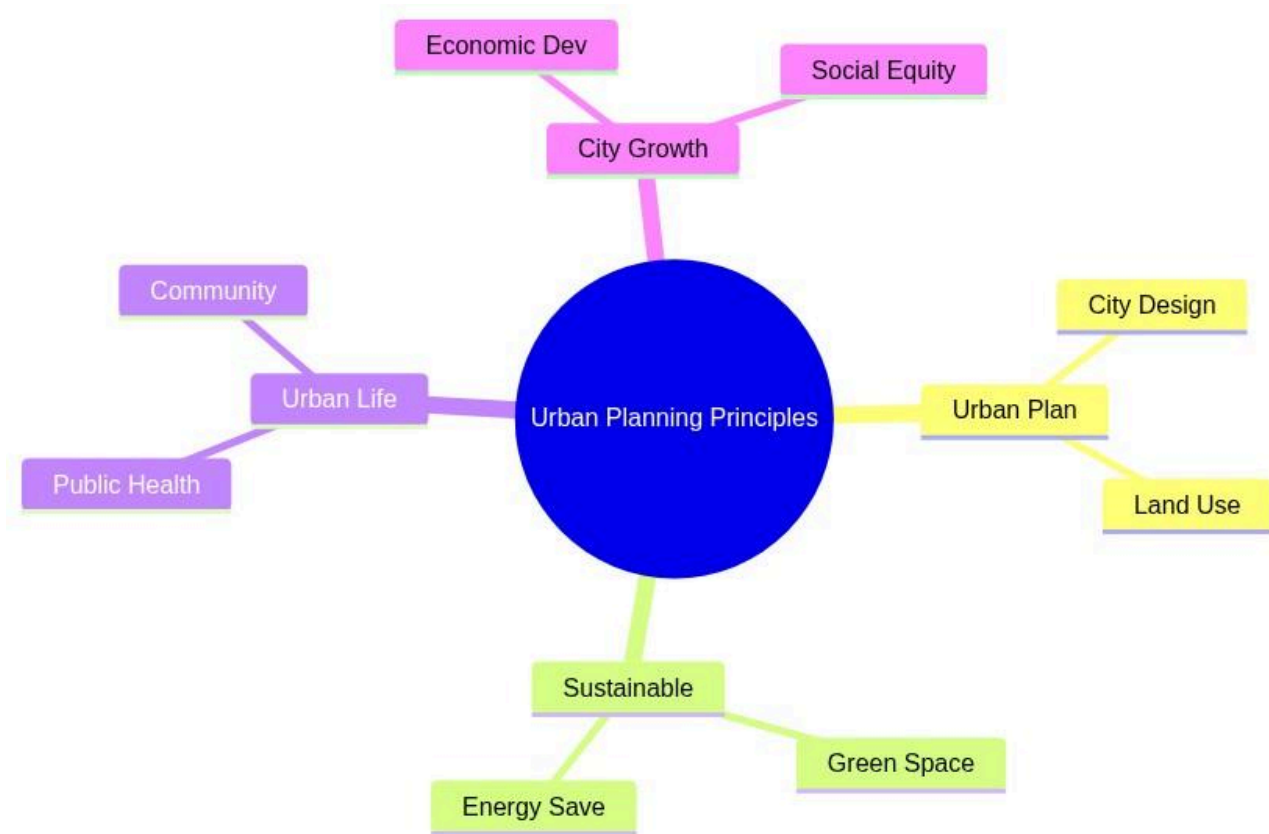 Economic Dev
Social Equity
City Growth
Community
City Design
Urban Life
Urban Planning Principles
Urban Plan
Public Health
Land Use
Sustainable
Green Space
Energy Save